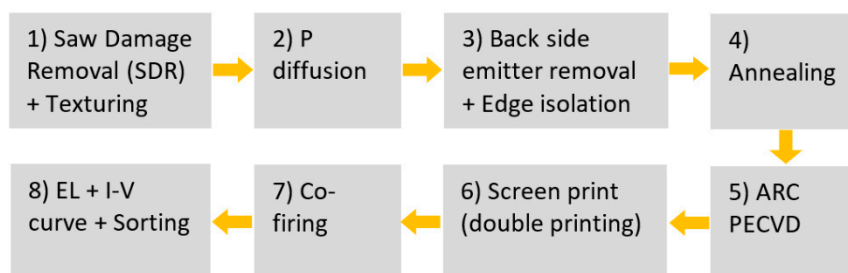 1) Saw Damage
Removal (SDR)
+ Texturing
2) P
diffusion
3) Back side
emitter removal
+ Edge isolation
4)
Annealing
5) ARC
PECVD
6) Screen print
(double printing)
7) Co-
firing
8) EL + I-V
curve + Sorting